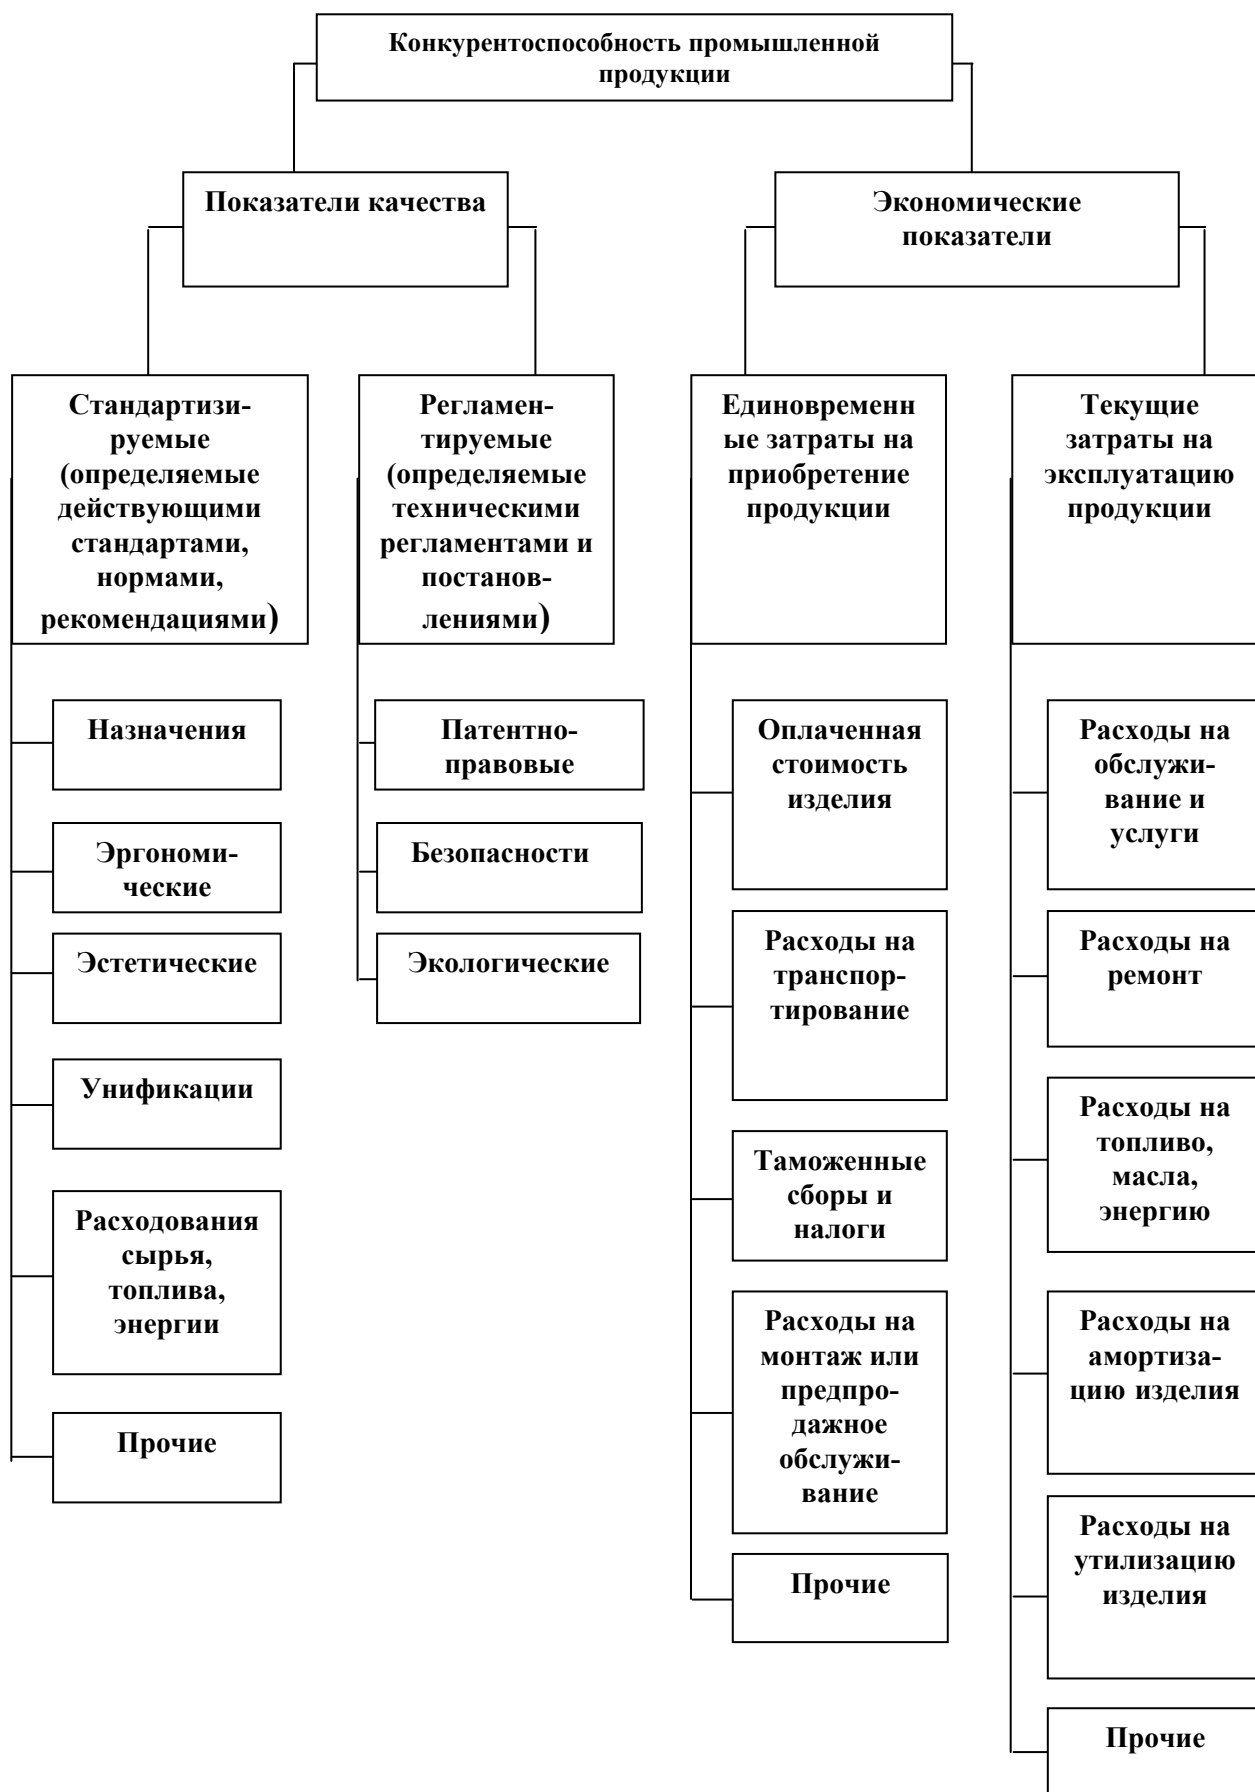 Конкурентоспособность промышленной
продукции
Показатели качества
Экономические
показатели
Стандартизи-
руемые
(определяемые
действующими
стандартами,
нормами,
рекомендациями)
Регламен-
тируемые
(определяемые
техническими
регламентами и
постанов-
лениями)
Единовременн
ые затраты на
приобретение
продукции
Текущие
затраты на
эксплуатацию
продукции
Назначения
Эргономи-
ческие
Эстетические
Унификации
Расходования
сырья,
топлива,
энергии
Прочие
Патентно-
правовые
Безопасности
Экологические
Оплаченная
стоимость
изделия
Расходы на
транспор-
тирование
Таможенные
сборы и
налоги
Расходы на
монтаж или
предпро-
дажное
обслужи-
вание
Прочие
Расходы на
обслужи-
вание и
услуги
Расходы на
ремонт
Расходы на
топливо,
масла,
энергию
Расходы на
амортиза-
цию изделия
Расходы на
утилизацию
изделия
Прочие